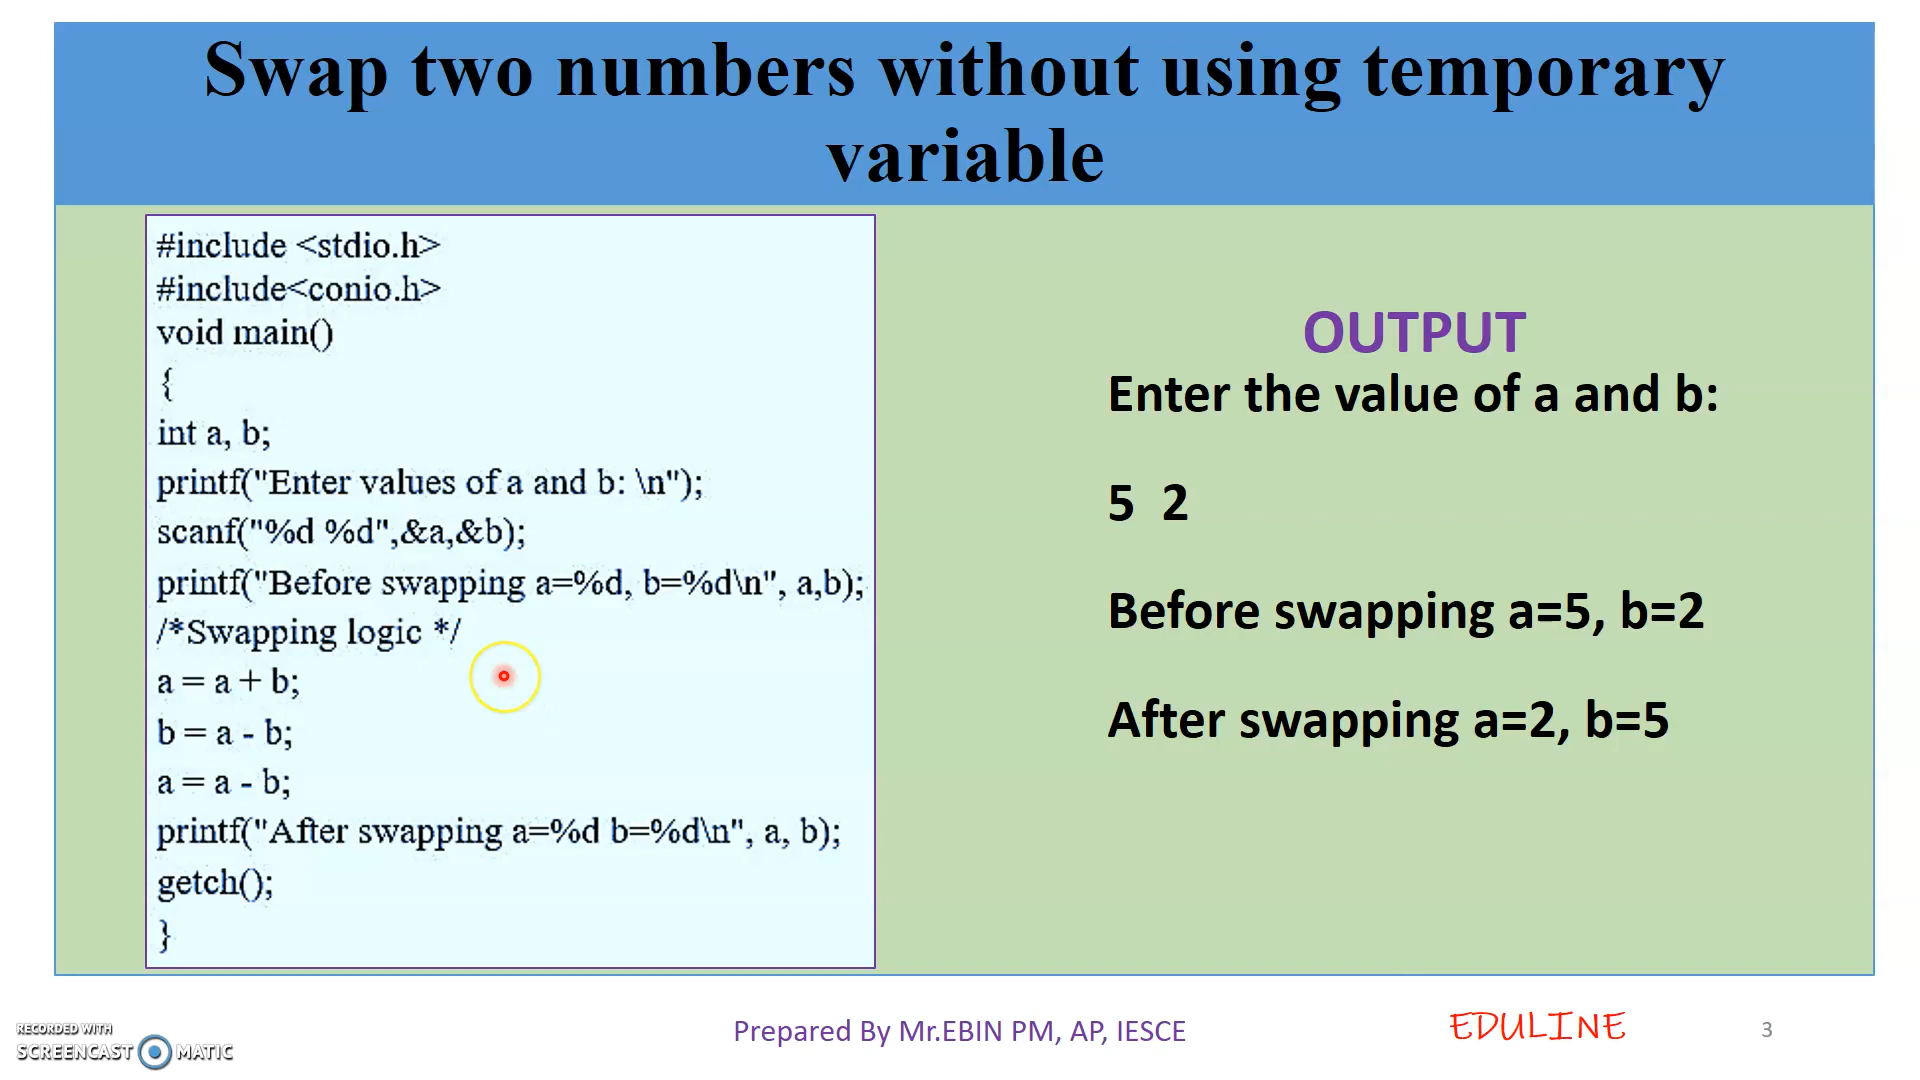 Swap two numbers without using temporary
variable
#include <stdio.h>
#include<conio.h>
void main()
{
int a, b;
printf("Enter values of a and b: \n");
scanf("%d %d",&a,&b);
printf("Before swapping a=%d, b=%d\n", a,b);
/*Swapping logic */
a = a + b;
b = a - b;
a = a - b;
printf("After swapping a=%d b=%d\n", a, b);
getch();
}
OUTPUT
Enter the value of a and b:
5 2
Before swapping a=5, b=2
After swapping a=2, b=5
RECORDED WITH
SCREENCAST MATIC
Prepared By Mr.EBIN PM, AP, IESCE
EDULINE
3